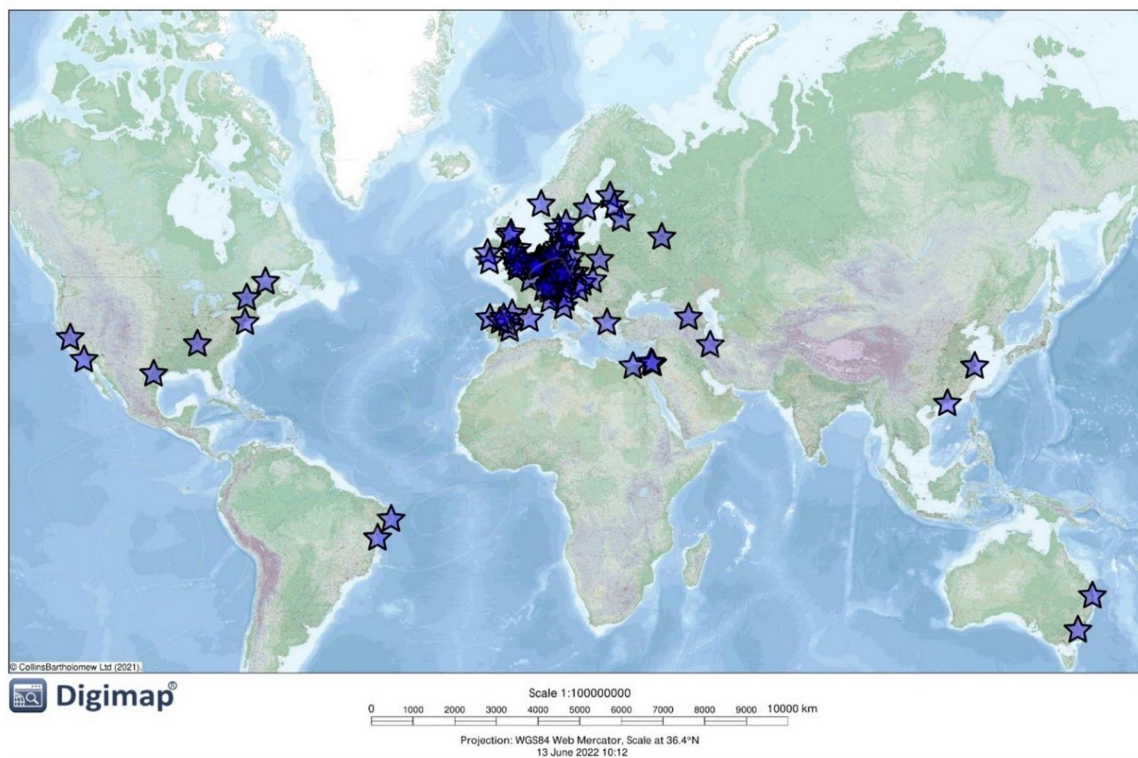 © CollinsBartholomew Ltd (2021).
Digimap®
Scale 1:100000000
0 1000 2000 3000 4000 5000 6000 7000 8000 9000 10000 km
Projection: WGS84 Web Mercator, Scale at 36.4°N
13 June 2022 10:12